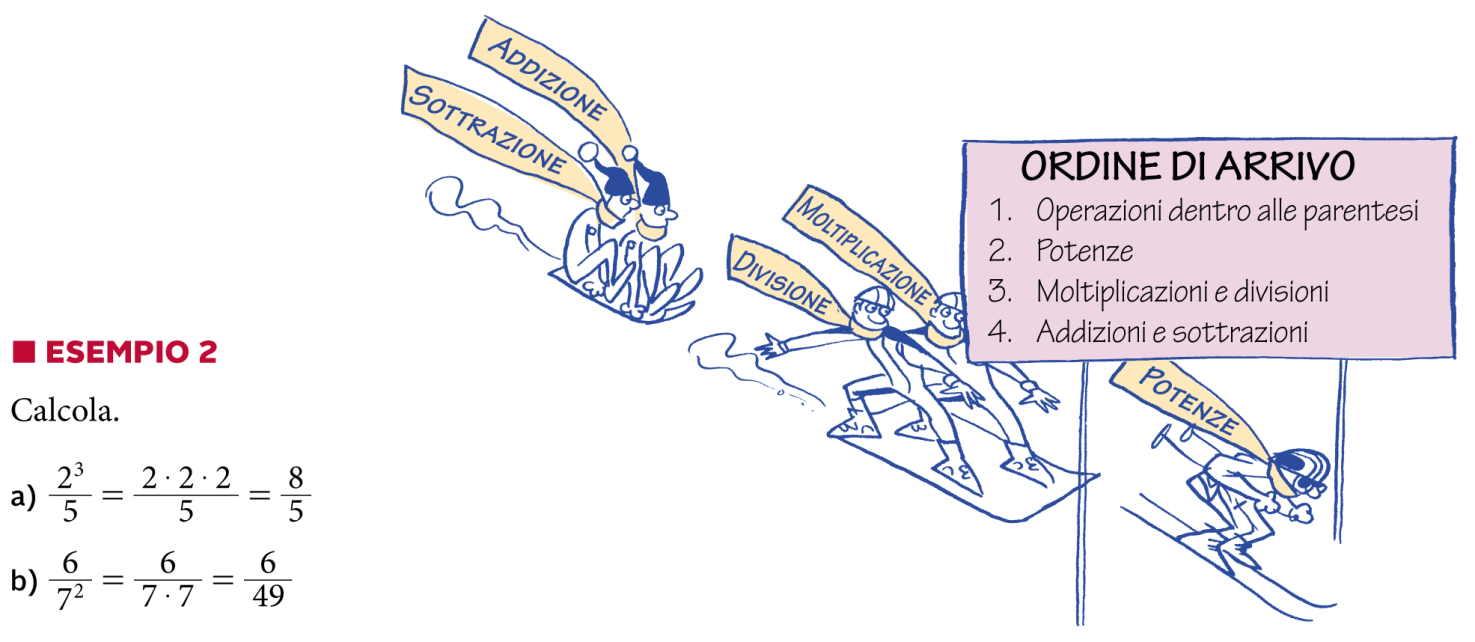 ADDIZIONE
SOTTRAZIONE
MOLTIPLICAZIONE
DIVISIONE
ORDINE DI ARRIVO
1. Operazioni dentro alle parentesi
2. Potenze
3. Moltiplicazioni e divisioni
4. Addizioni e sottrazioni
POTENZE
■ ESEMPIO 2
Calcola.
a) 2³/5 = 2 · 2 · 2/5 = 8/5
b) 6/7² = 6/7 · 7 = 6/49